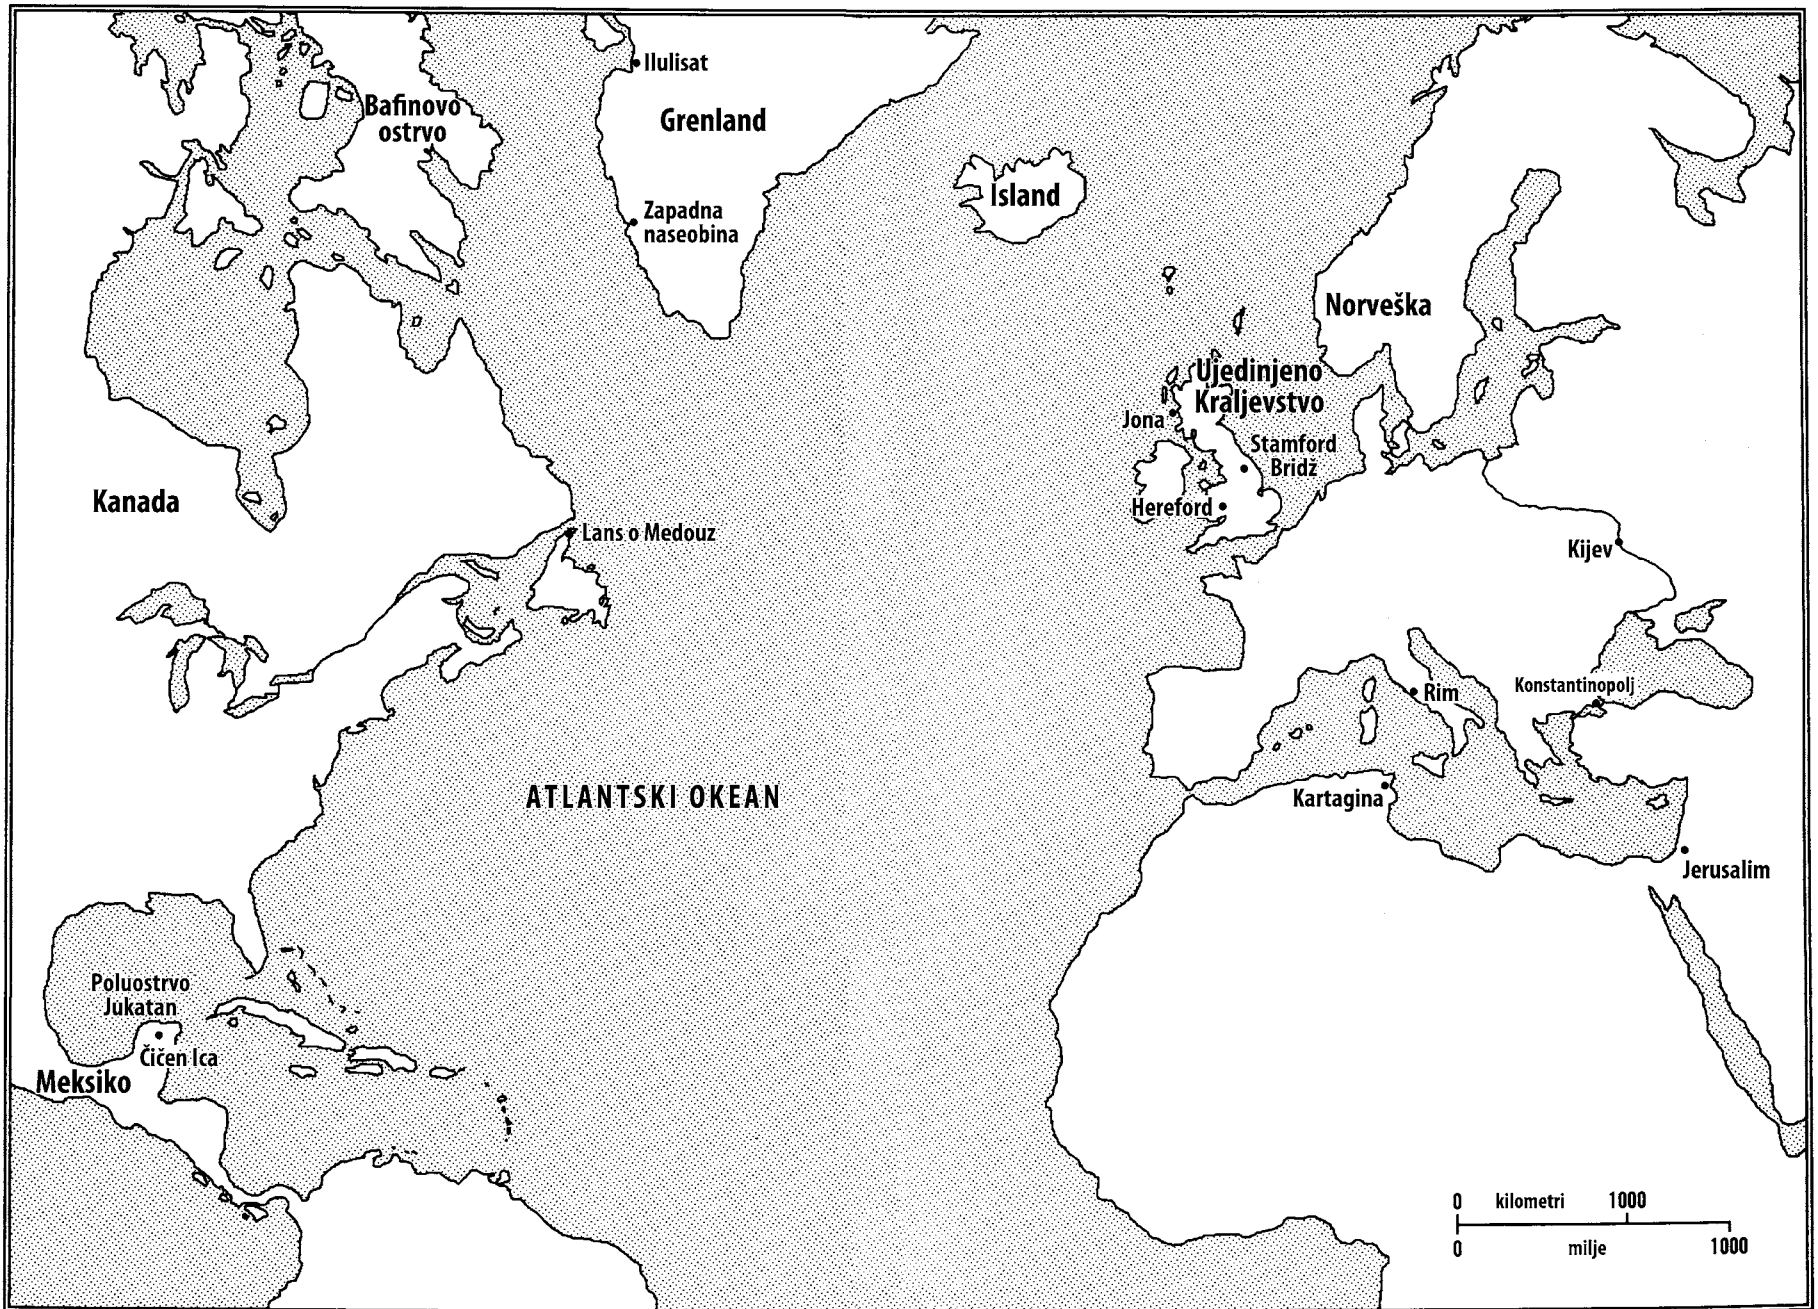 Ilulisat
Bafinovo
ostrvo
Grenland
Island
Zapadna
naseobina
Norveška
Ujedinjeno
Kraljevstvo
Jona
Stamford
Bridž
Hereford
Kanada
Lans o Medouz
Kijev
Konstantinopolj
Rim
ATLANTSKI OKEAN
Kartagina
Jerusalim
Poluostrvo
Jukatan
Čičen Ica
Meksiko
0 kilometri 1000
0 milje 1000